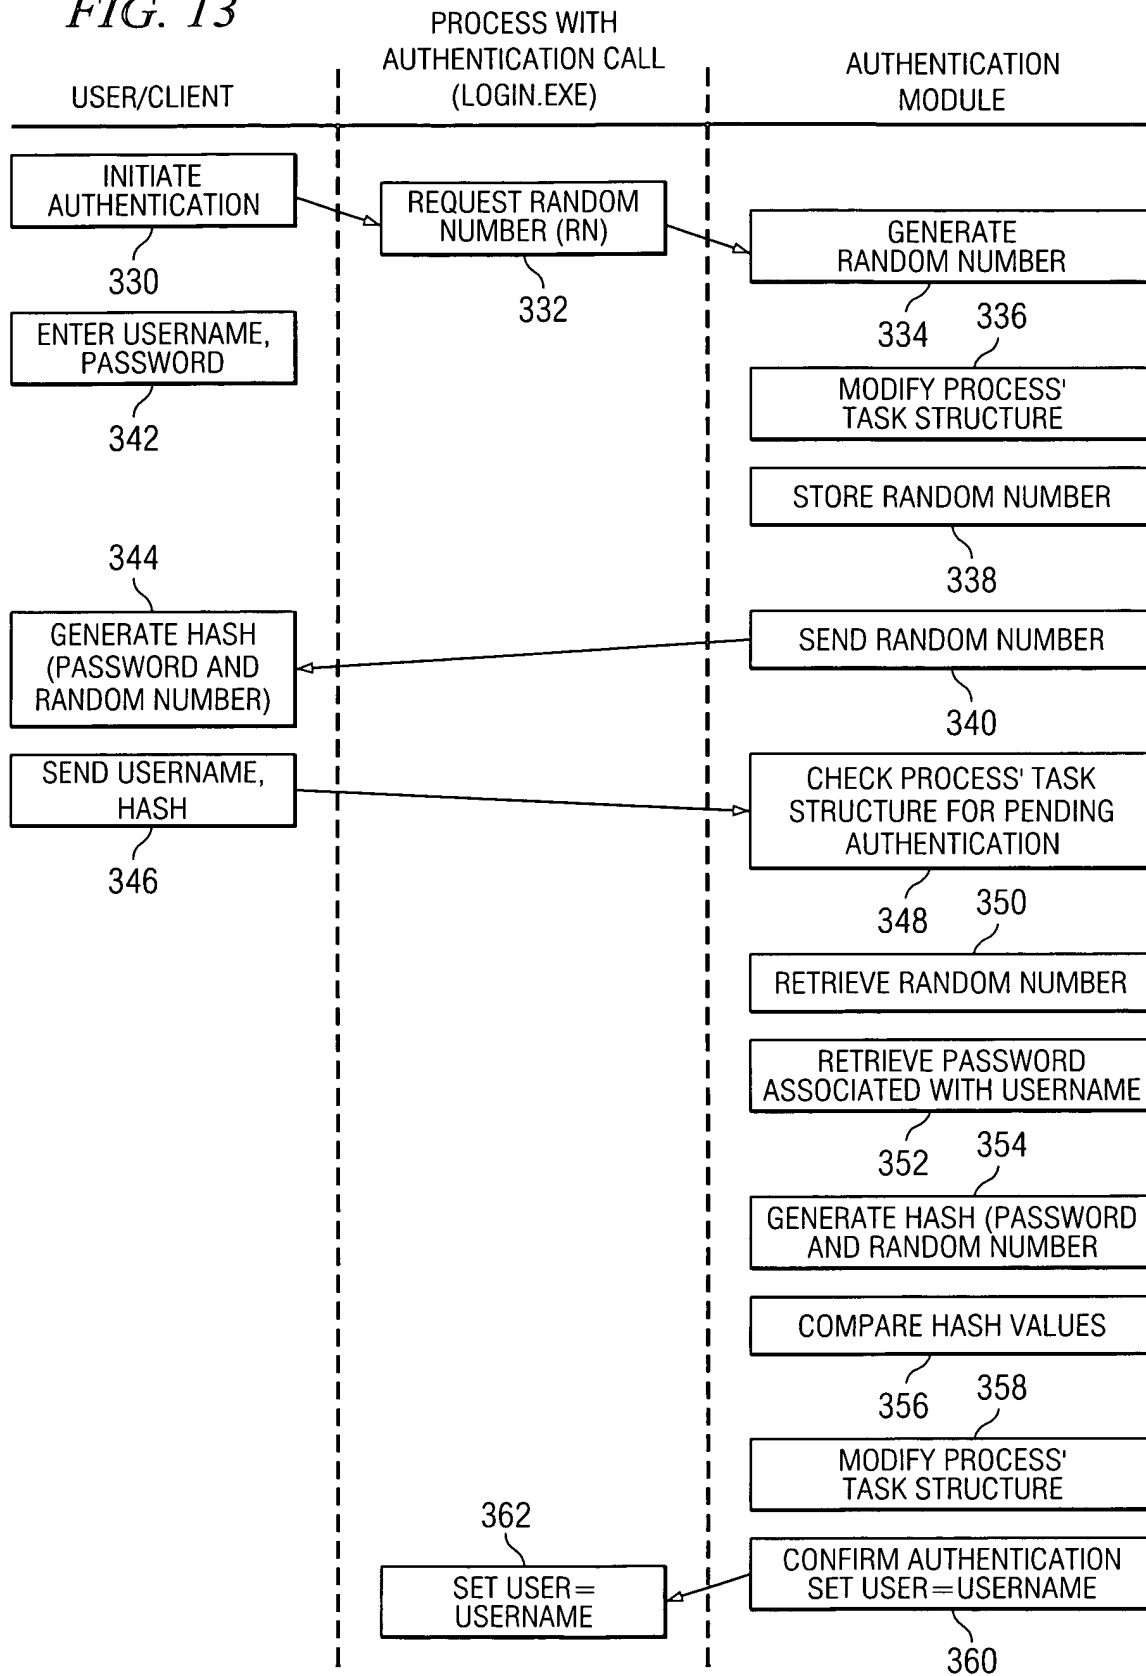 FIG. 13
USER/CLIENT
PROCESS WITH
AUTHENTICATION CALL
(LOGIN.EXE)
AUTHENTICATION
MODULE
INITIATE
AUTHENTICATION
330
REQUEST RANDOM
NUMBER (RN)
332
GENERATE
RANDOM NUMBER
334
336
ENTER USERNAME,
PASSWORD
342
MODIFY PROCESS'
TASK STRUCTURE
STORE RANDOM NUMBER
338
344
GENERATE HASH
(PASSWORD AND
RANDOM NUMBER)
SEND RANDOM NUMBER
340
SEND USERNAME,
HASH
346
CHECK PROCESS' TASK
STRUCTURE FOR PENDING
AUTHENTICATION
348
350
RETRIEVE RANDOM NUMBER
RETRIEVE PASSWORD
ASSOCIATED WITH USERNAME
352
354
GENERATE HASH (PASSWORD
AND RANDOM NUMBER
COMPARE HASH VALUES
356
358
MODIFY PROCESS'
TASK STRUCTURE
362
SET USER=
USERNAME
CONFIRM AUTHENTICATION
SET USER=USERNAME
360